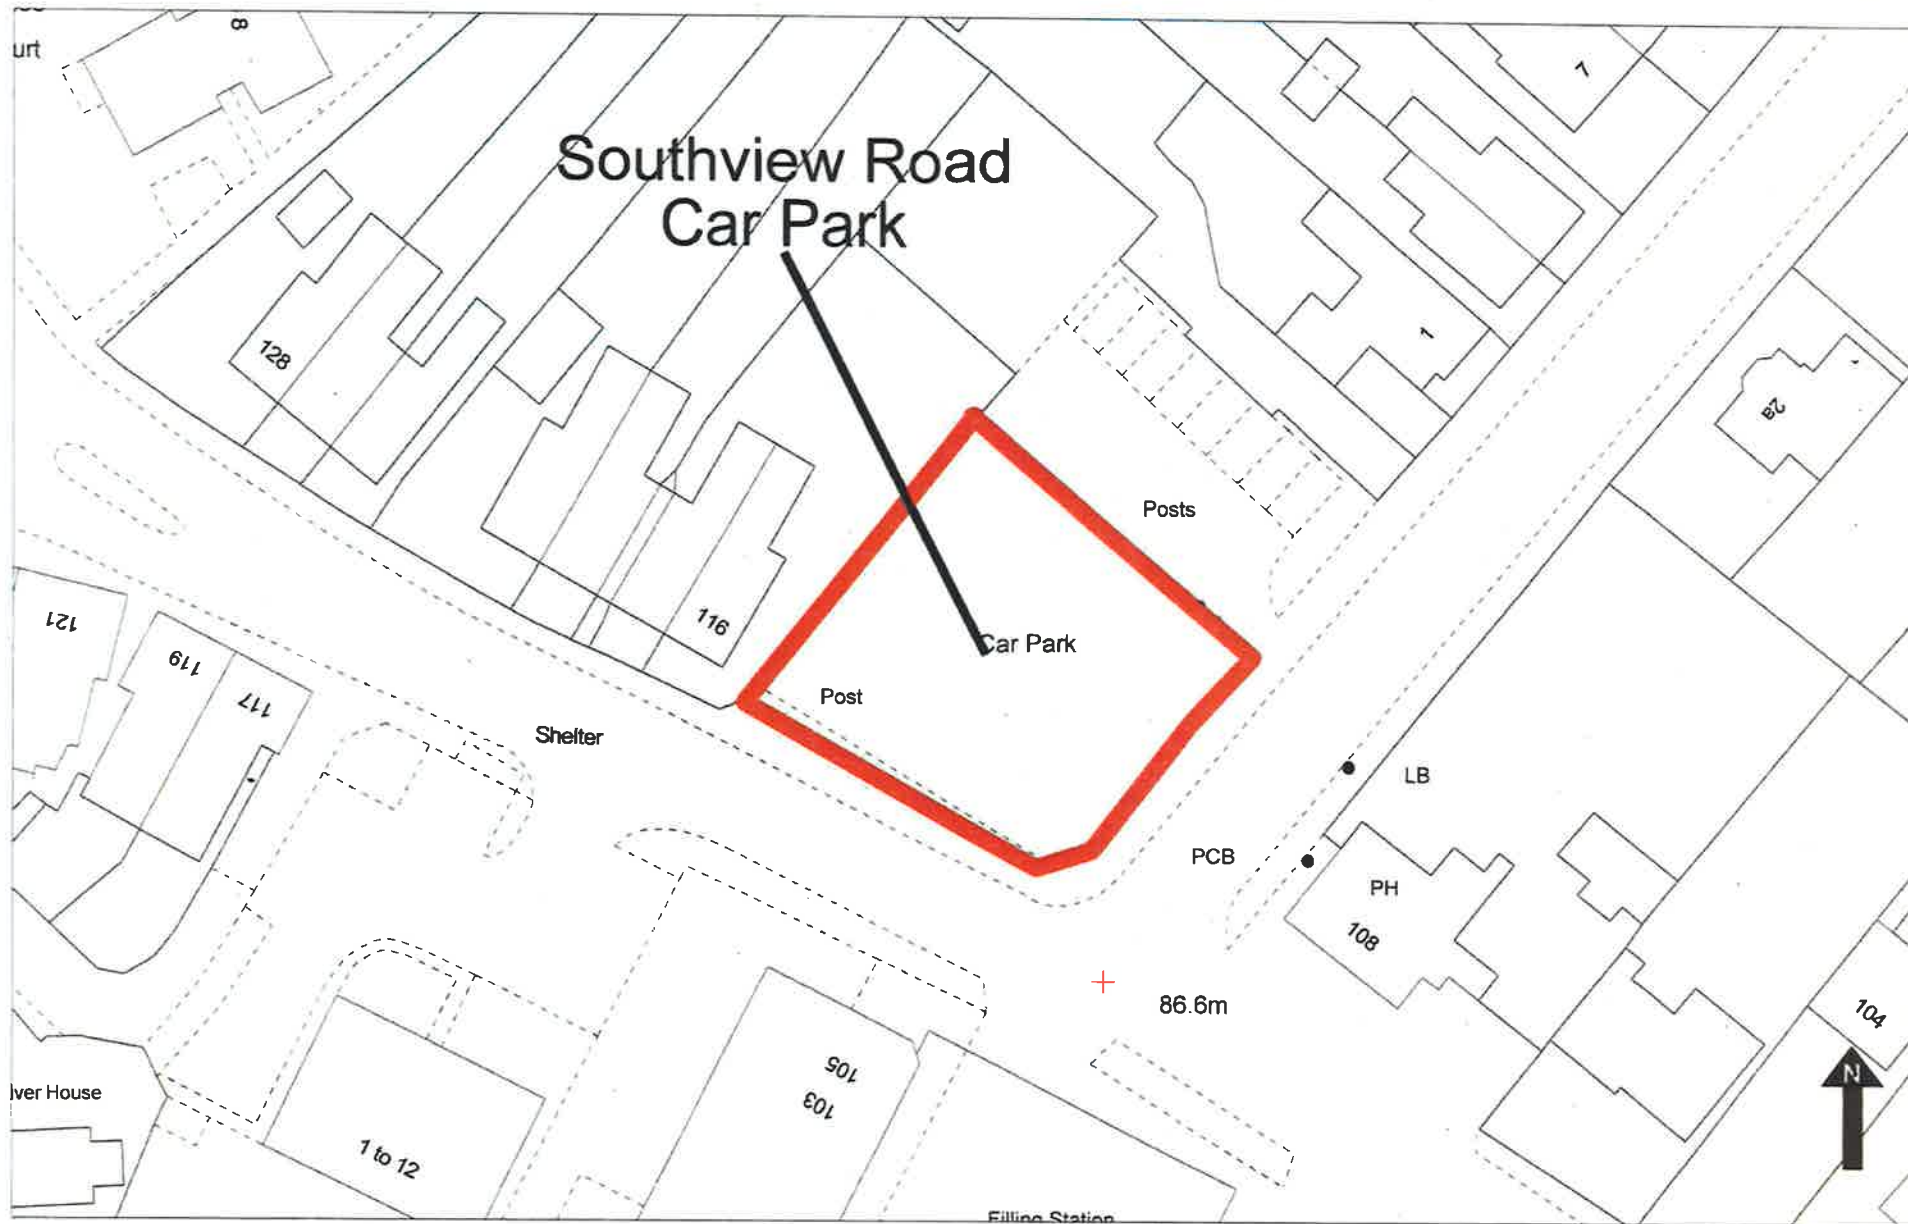 8
urt
7
Southview Road
Car Park
128
1
2a
Posts
121
119
117
116
Car Park
Post
Shelter
LB
PCB
PH
108
86.6m
104
105
103
N
lver House
1 to 12
Filling Station